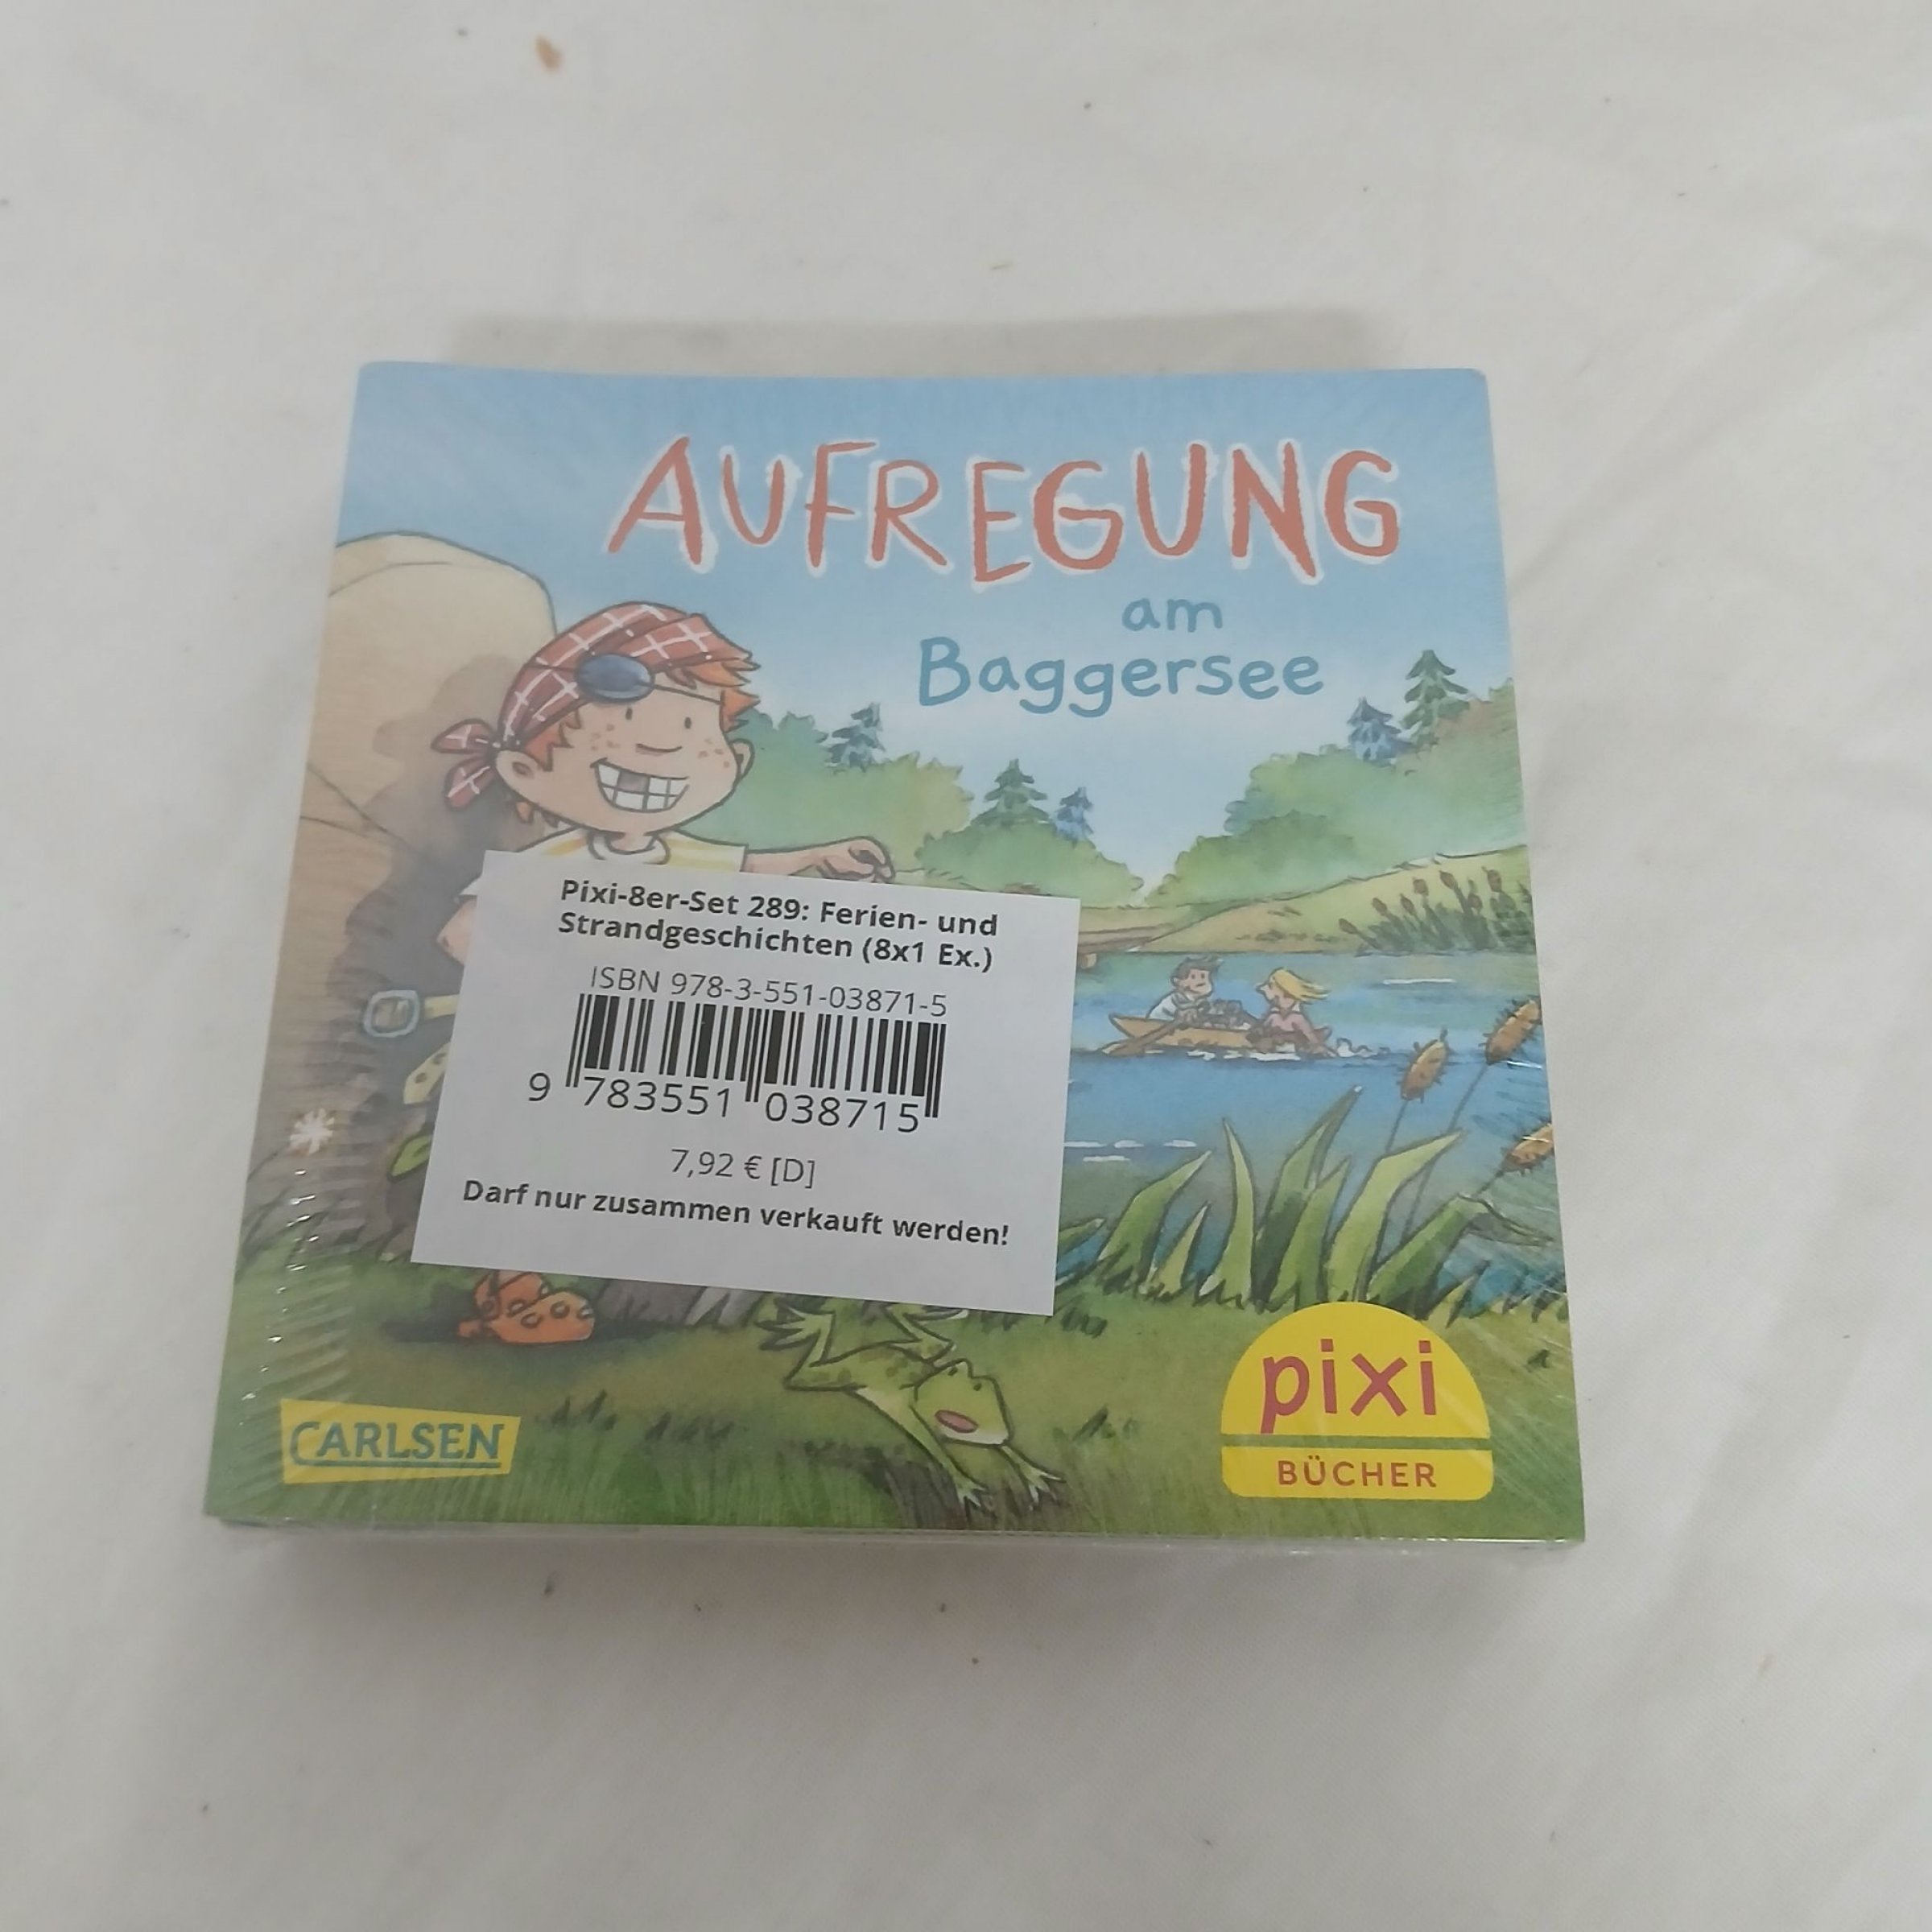 AUFREGUNG
am
Baggersee
Pixi-8er-Set 289: Ferien- und
Strandgeschichten (8x1 Ex.)
ISBN 978-3-551-03871-5
9 783551 038715
7,92 € [D]
Darf nur zusammen verkauft werden!
CARLSEN
pixi
BÜCHER